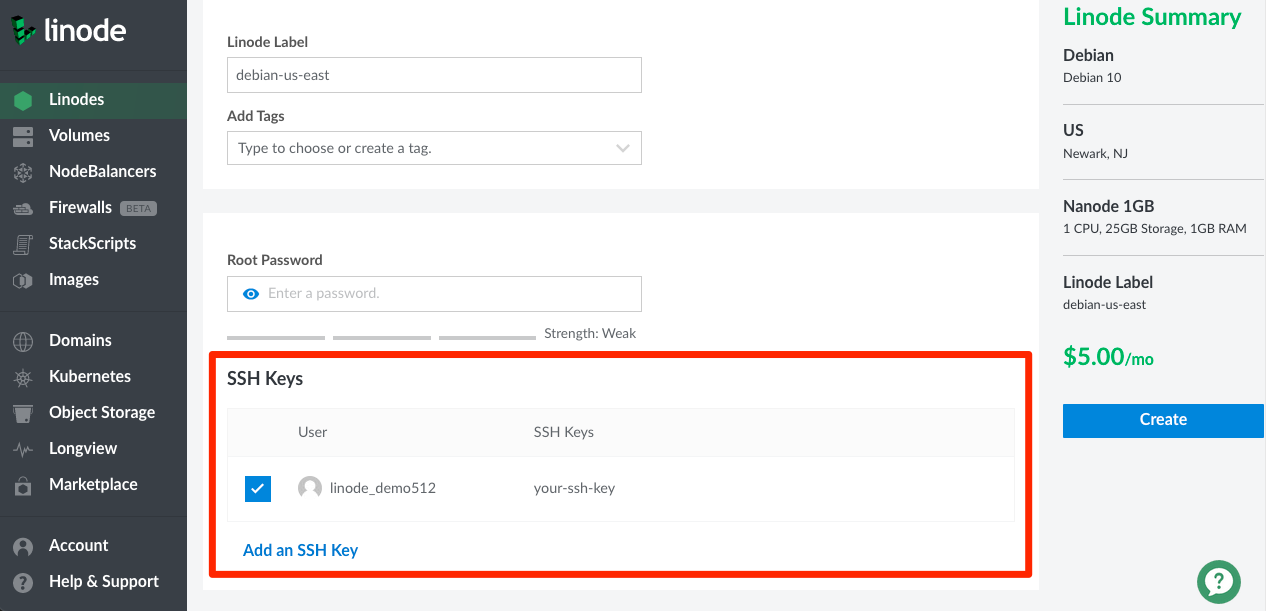 linode
Linodes
Volumes
NodeBalancers
Firewalls BETA
StackScripts
Images
Domains
Kubernetes
Object Storage
Longview
Marketplace
Account
Help & Support
Linode Label
debian-us-east
Add Tags
Type to choose or create a tag.
Root Password
Enter a password.
Strength: Weak
SSH Keys
User SSH Keys
linode_demo512 your-ssh-key
Add an SSH Key
Linode Summary
Debian
Debian 10
US
Newark, NJ
Nanode 1GB
1 CPU, 25GB Storage, 1GB RAM
Linode Label
debian-us-east
$5.00/mo
Create
?